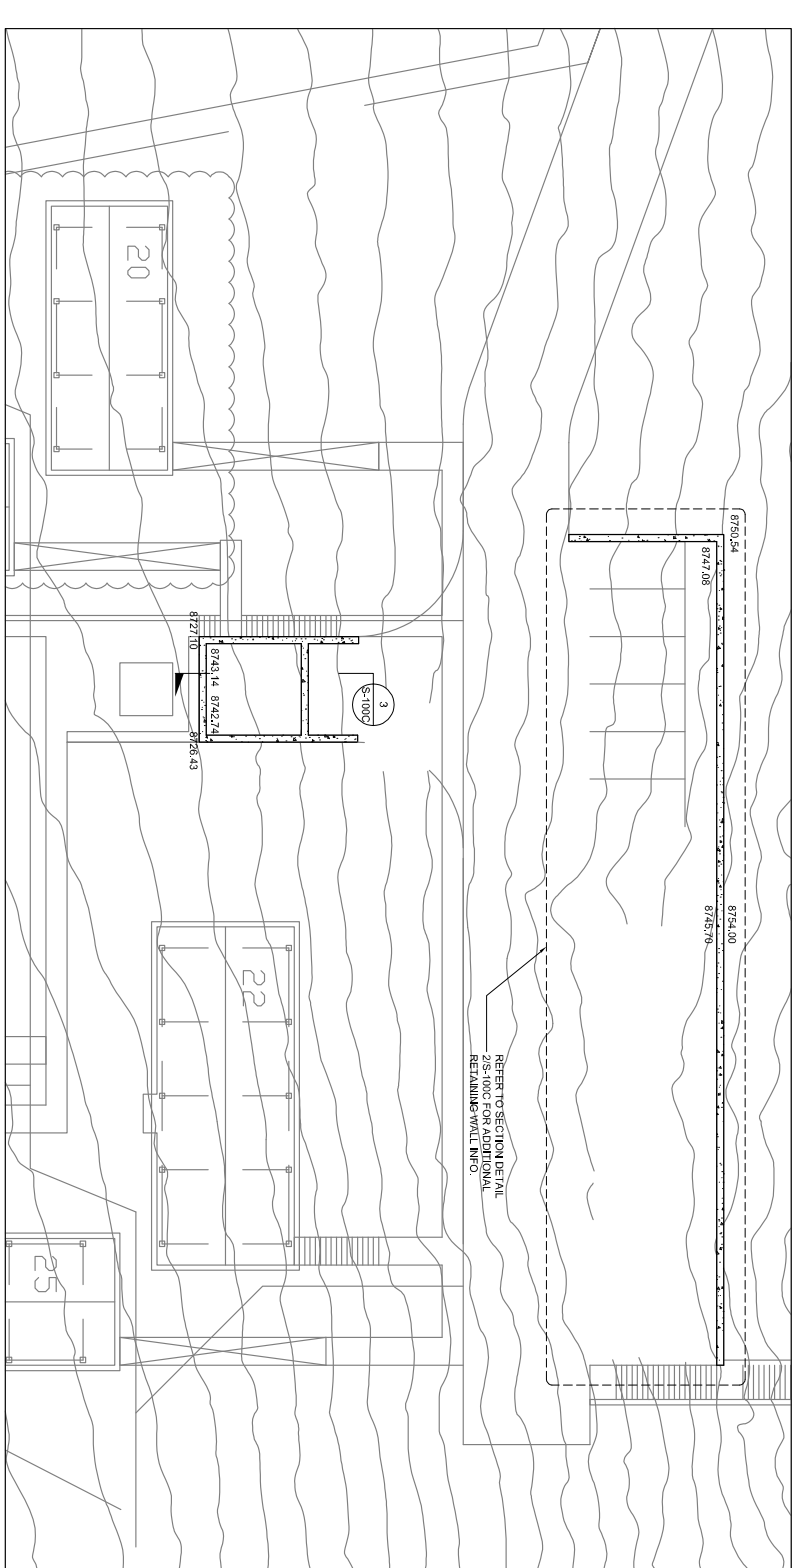 20
8750.54
8747.08
8727.10
8743.14 8742.74
8726.43
3
S-100C
8754.00
8745.70
22
REFER TO SECTION DETAIL
2/S-100C FOR ADDITIONAL
RETAINING WALL INFO.
25